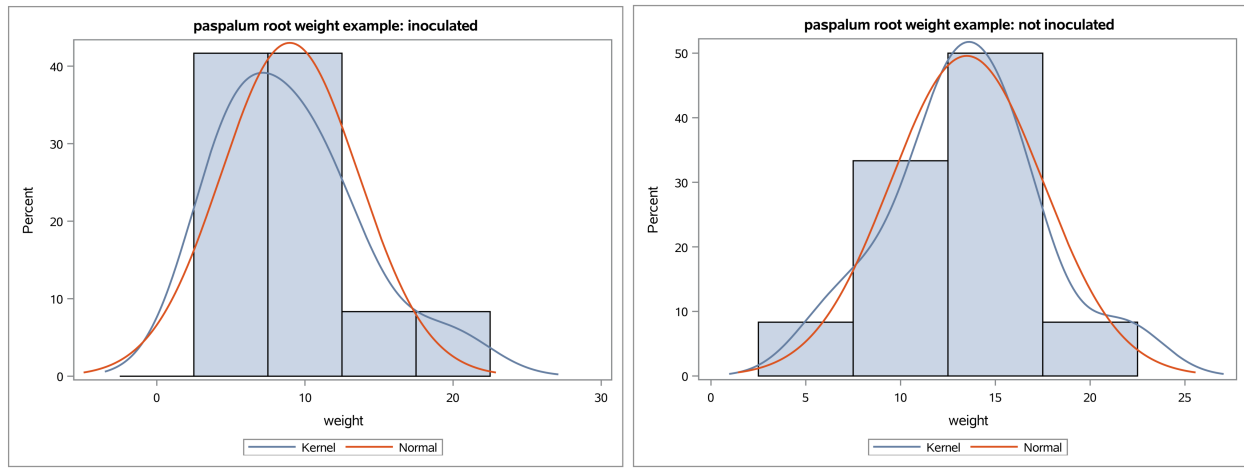 paspalum root weight example: inoculated
40
30
20
10
0
Percent
0 10 20 30
weight
Kernel Normal
paspalum root weight example: not inoculated
50
40
30
20
10
0
Percent
0 5 10 15 20 25
weight
Kernel Normal